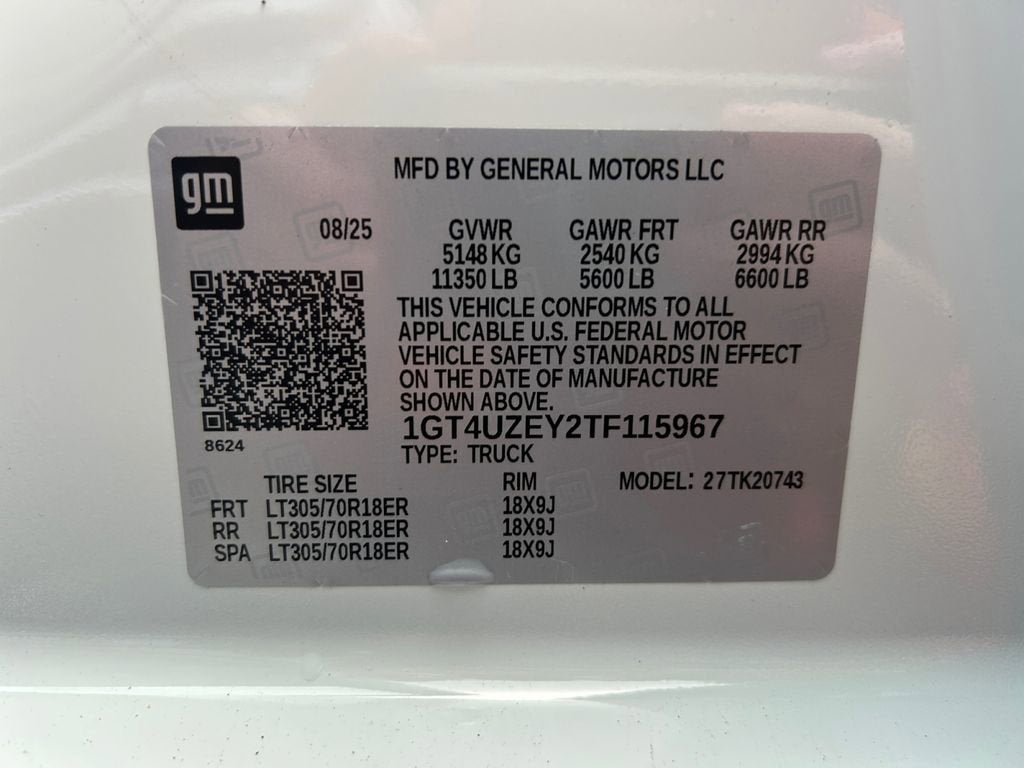 gm
MFD BY GENERAL MOTORS LLC
08/25 GVWR GAWR FRT GAWR RR
5148 KG 2540 KG 2994 KG
11350 LB 5600 LB 6600 LB
THIS VEHICLE CONFORMS TO ALL
APPLICABLE U.S. FEDERAL MOTOR
VEHICLE SAFETY STANDARDS IN EFFECT
ON THE DATE OF MANUFACTURE
SHOWN ABOVE.
1GT4UZEY2TF115967
8624
TYPE: TRUCK
TIRE SIZE RIM MODEL: 27TK20743
FRT LT305/70R18ER 18X9J
RR LT305/70R18ER 18X9J
SPA LT305/70R18ER 18X9J